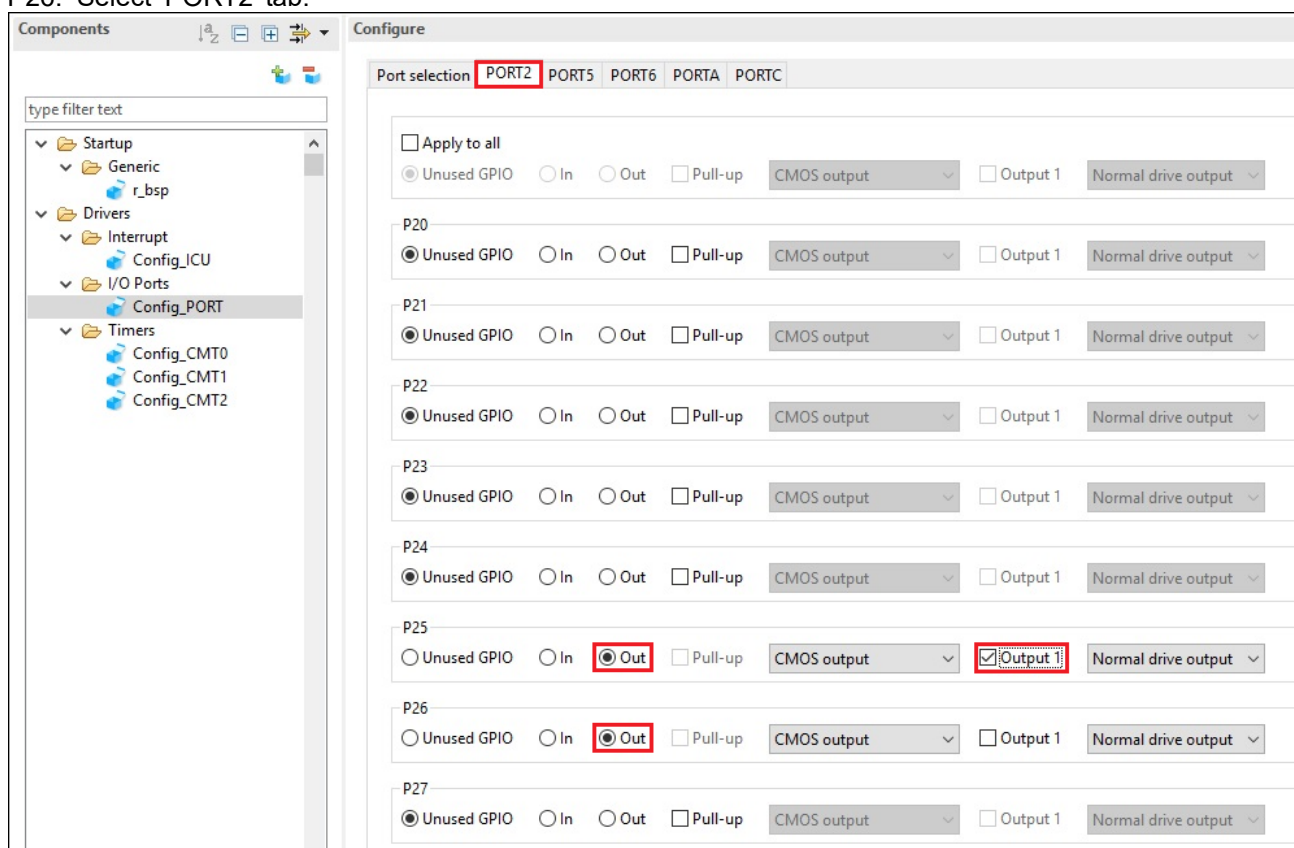 P26. Select 'PORT2' tab.
Components
Configure
Port selection PORT2 PORT5 PORT6 PORTA PORTC
type filter text
Startup
Generic
r_bsp
Drivers
Interrupt
Config_ICU
I/O Ports
Config_PORT
Timers
Config_CMT0
Config_CMT1
Config_CMT2
Apply to all
Unused GPIO In Out Pull-up CMOS output Output 1 Normal drive output
P20
Unused GPIO In Out Pull-up CMOS output Output 1 Normal drive output
P21
Unused GPIO In Out Pull-up CMOS output Output 1 Normal drive output
P22
Unused GPIO In Out Pull-up CMOS output Output 1 Normal drive output
P23
Unused GPIO In Out Pull-up CMOS output Output 1 Normal drive output
P24
Unused GPIO In Out Pull-up CMOS output Output 1 Normal drive output
P25
Unused GPIO In Out Pull-up CMOS output Output 1 Normal drive output
P26
Unused GPIO In Out Pull-up CMOS output Output 1 Normal drive output
P27
Unused GPIO In Out Pull-up CMOS output Output 1 Normal drive output